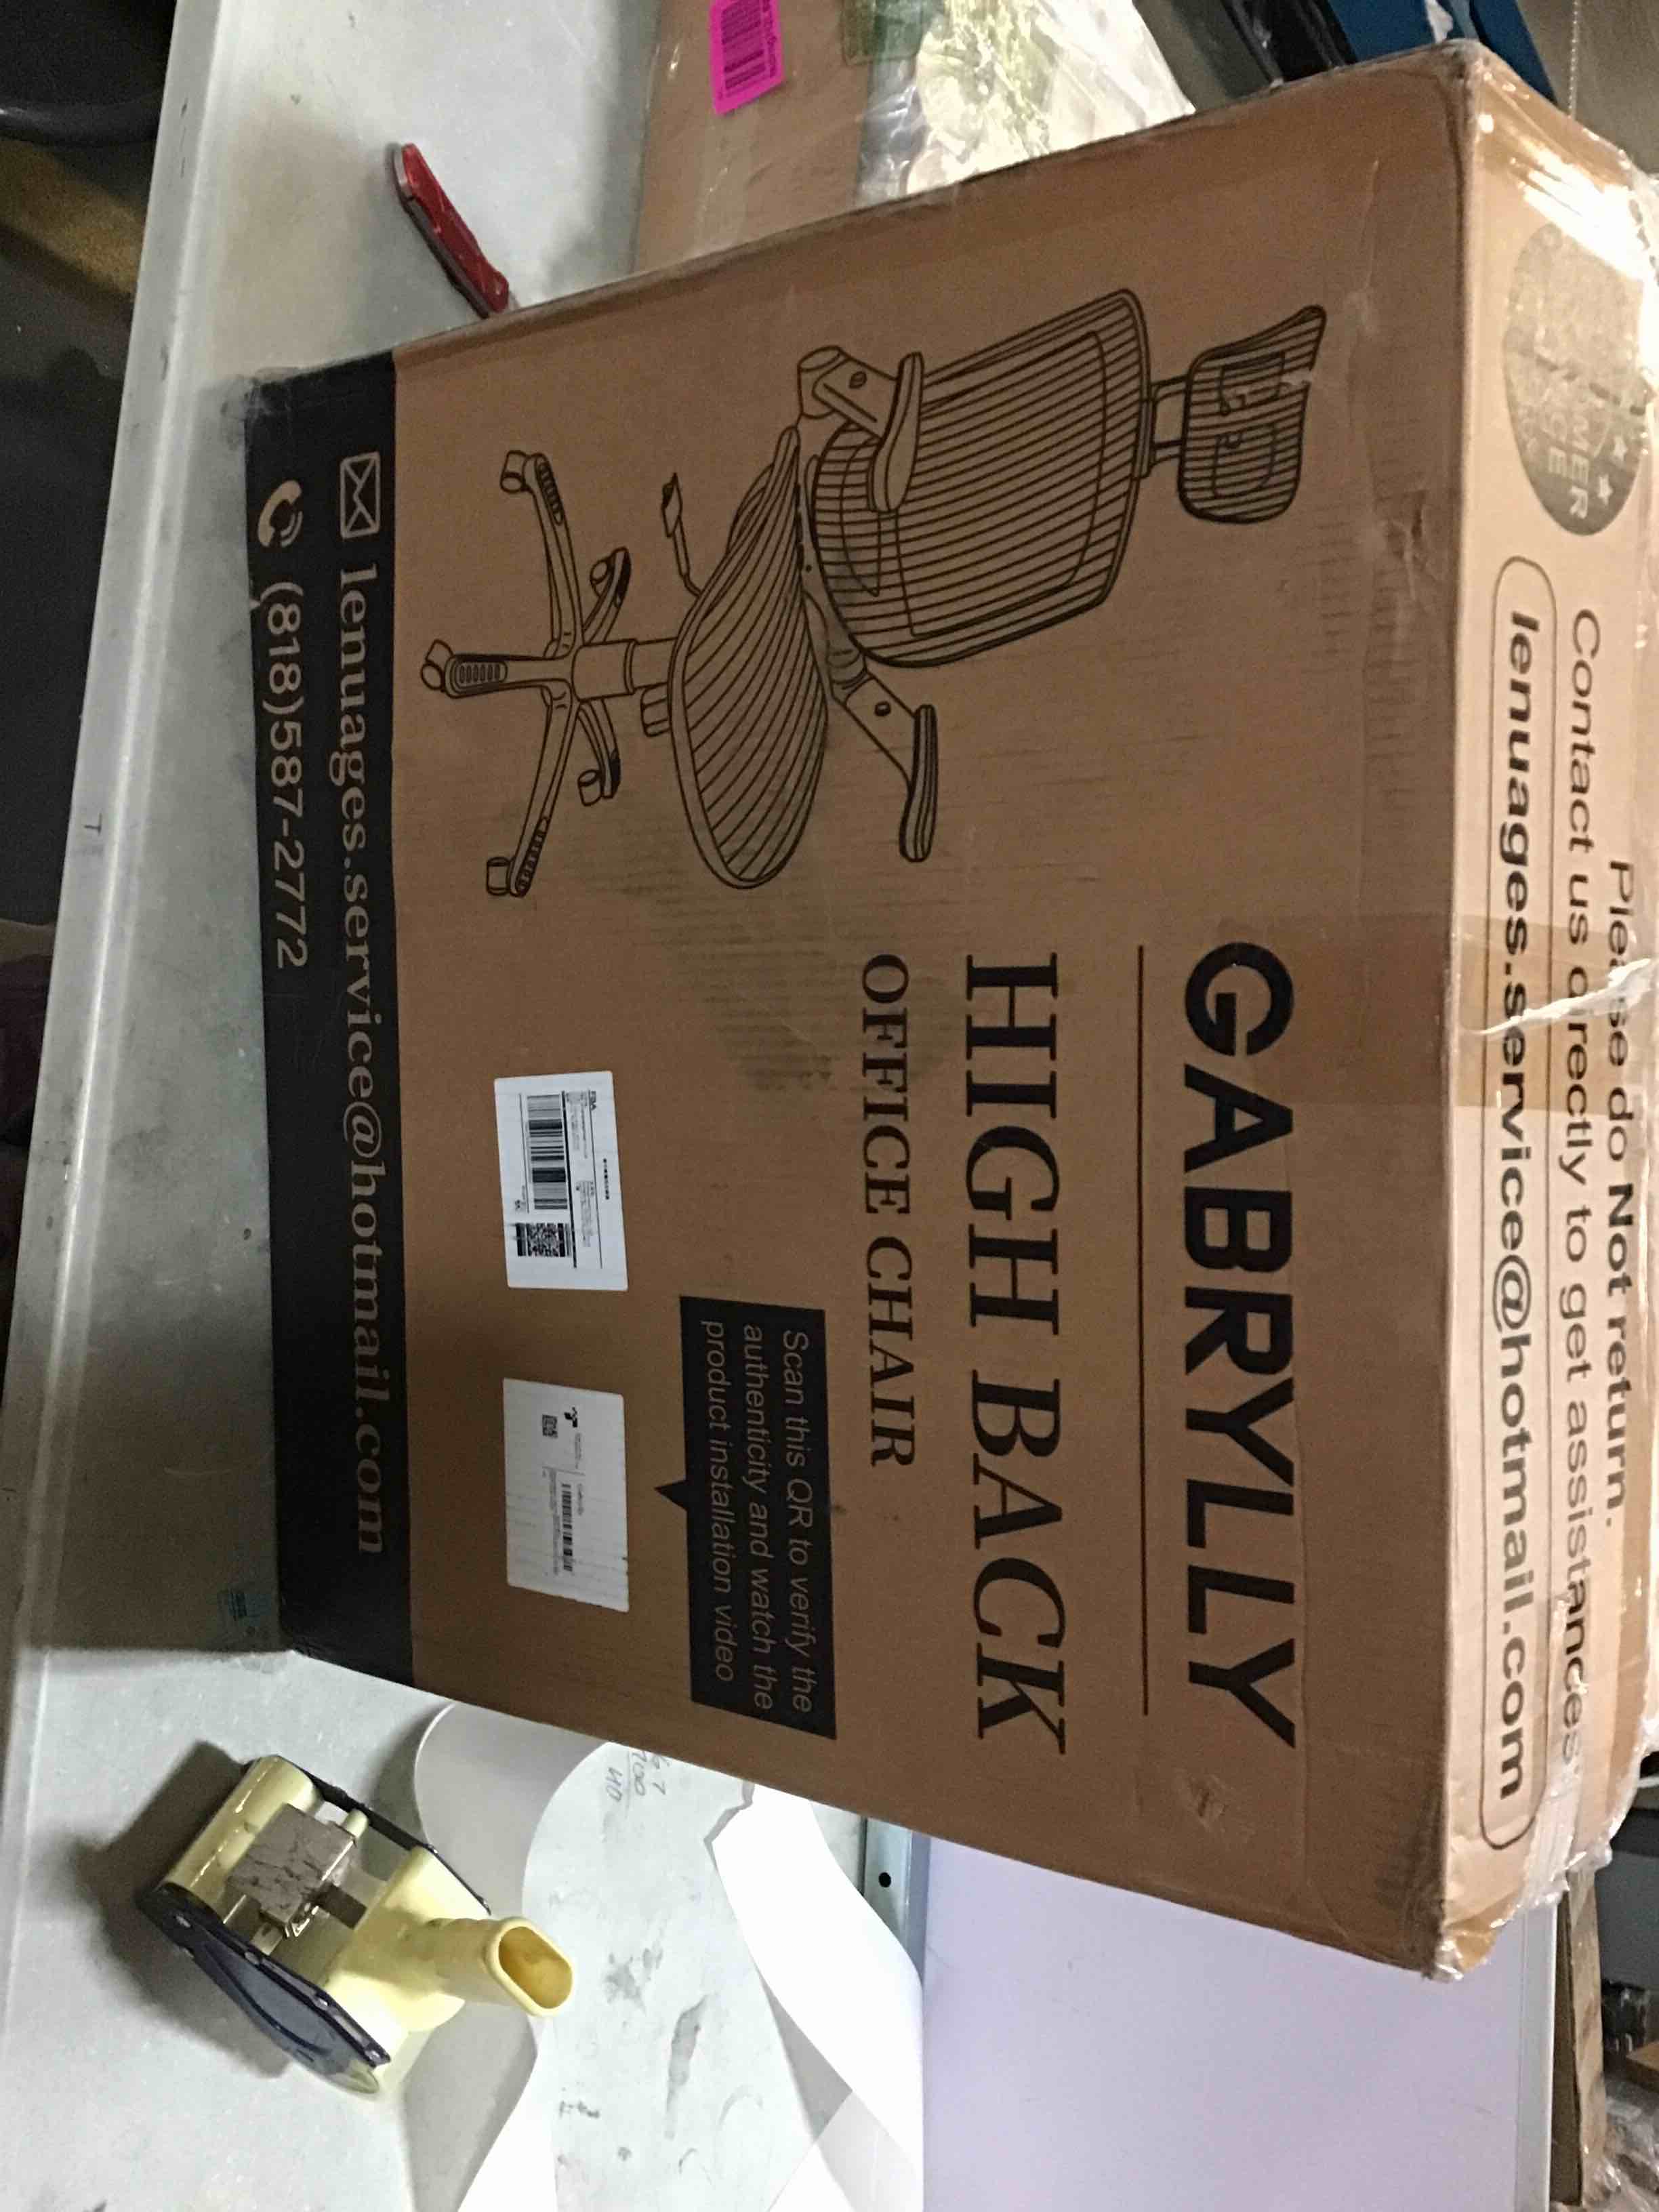 GABRYLLY
HIGH BACK
OFFICE CHAIR
Scan this QR to verify the
authenticity and watch the
product installation video
FBA
lenuages.service@hotmail.com
(818)587-2772
Please do Not return.
Contact us directly to get assistances
lenuages.service@hotmail.com